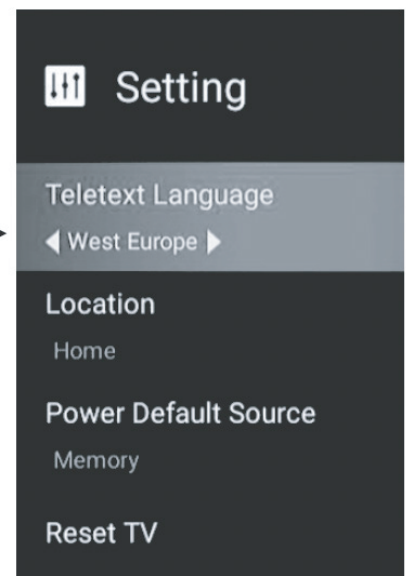 Setting
Teletext Language
West Europe
Location
Home
Power Default Source
Memory
Reset TV